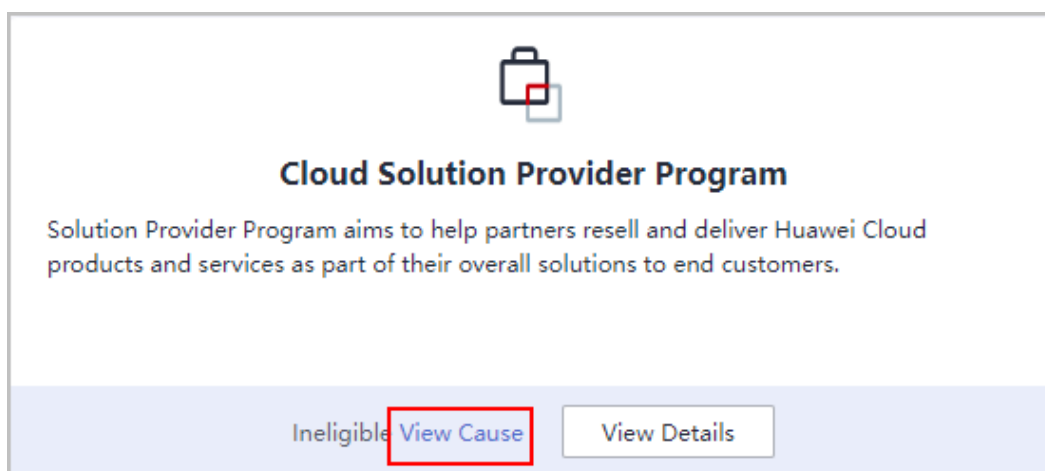 Cloud Solution Provider Program
Solution Provider Program aims to help partners resell and deliver Huawei Cloud
products and services as part of their overall solutions to end customers.
Ineligible View Cause View Details